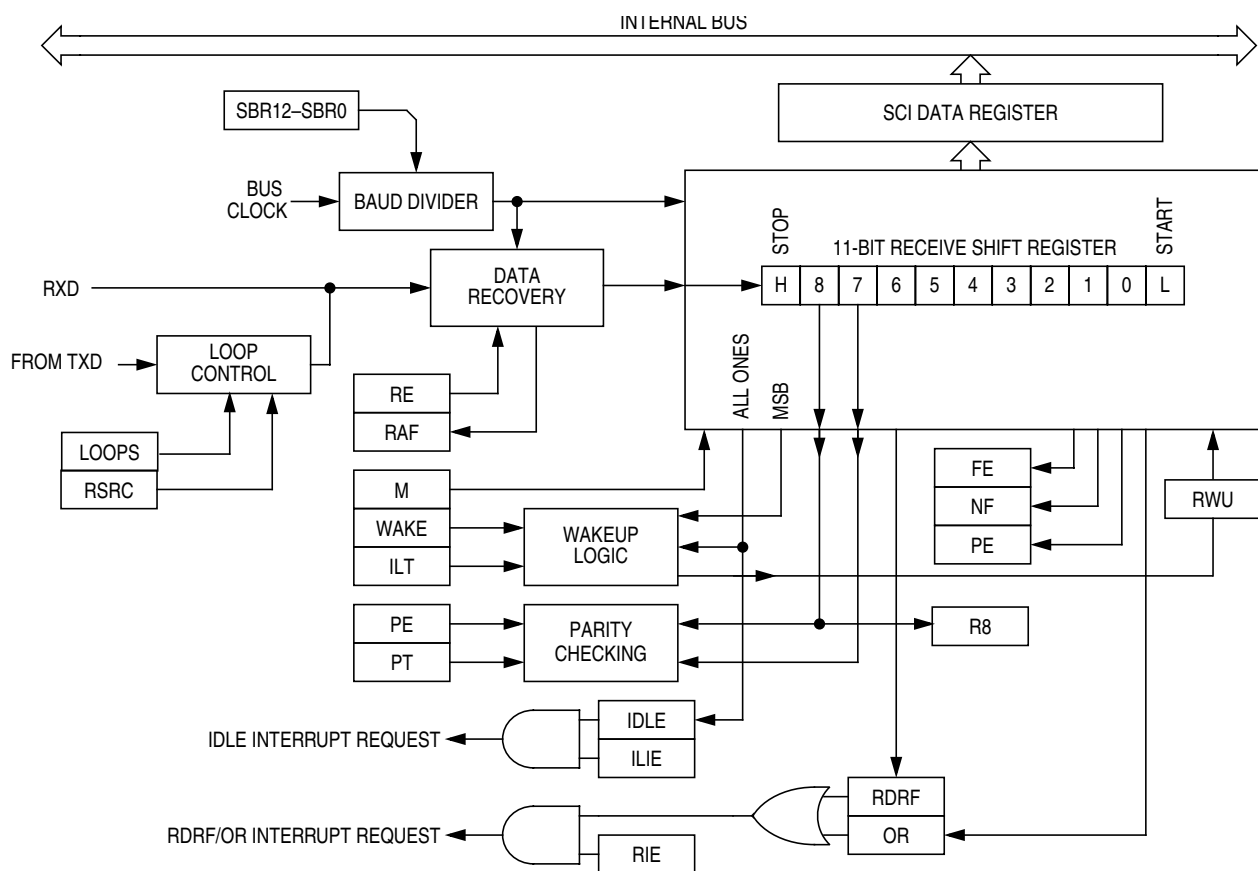 INTERNAL BUS
SBR12–SBR0
SCI DATA REGISTER
BUS
CLOCK
BAUD DIVIDER
STOP
11-BIT RECEIVE SHIFT REGISTER
START
H 8 7 6 5 4 3 2 1 0 L
RXD
DATA
RECOVERY
FROM TXD
LOOP
CONTROL
ALL ONES
MSB
RE
RAF
LOOPS
RSRC
M
WAKE
ILT
WAKEUP
LOGIC
FE
NF
PE
RWU
PE
PT
PARITY
CHECKING
R8
IDLE INTERRUPT REQUEST
IDLE
ILIE
RDRF/OR INTERRUPT REQUEST
RIE
RDRF
OR